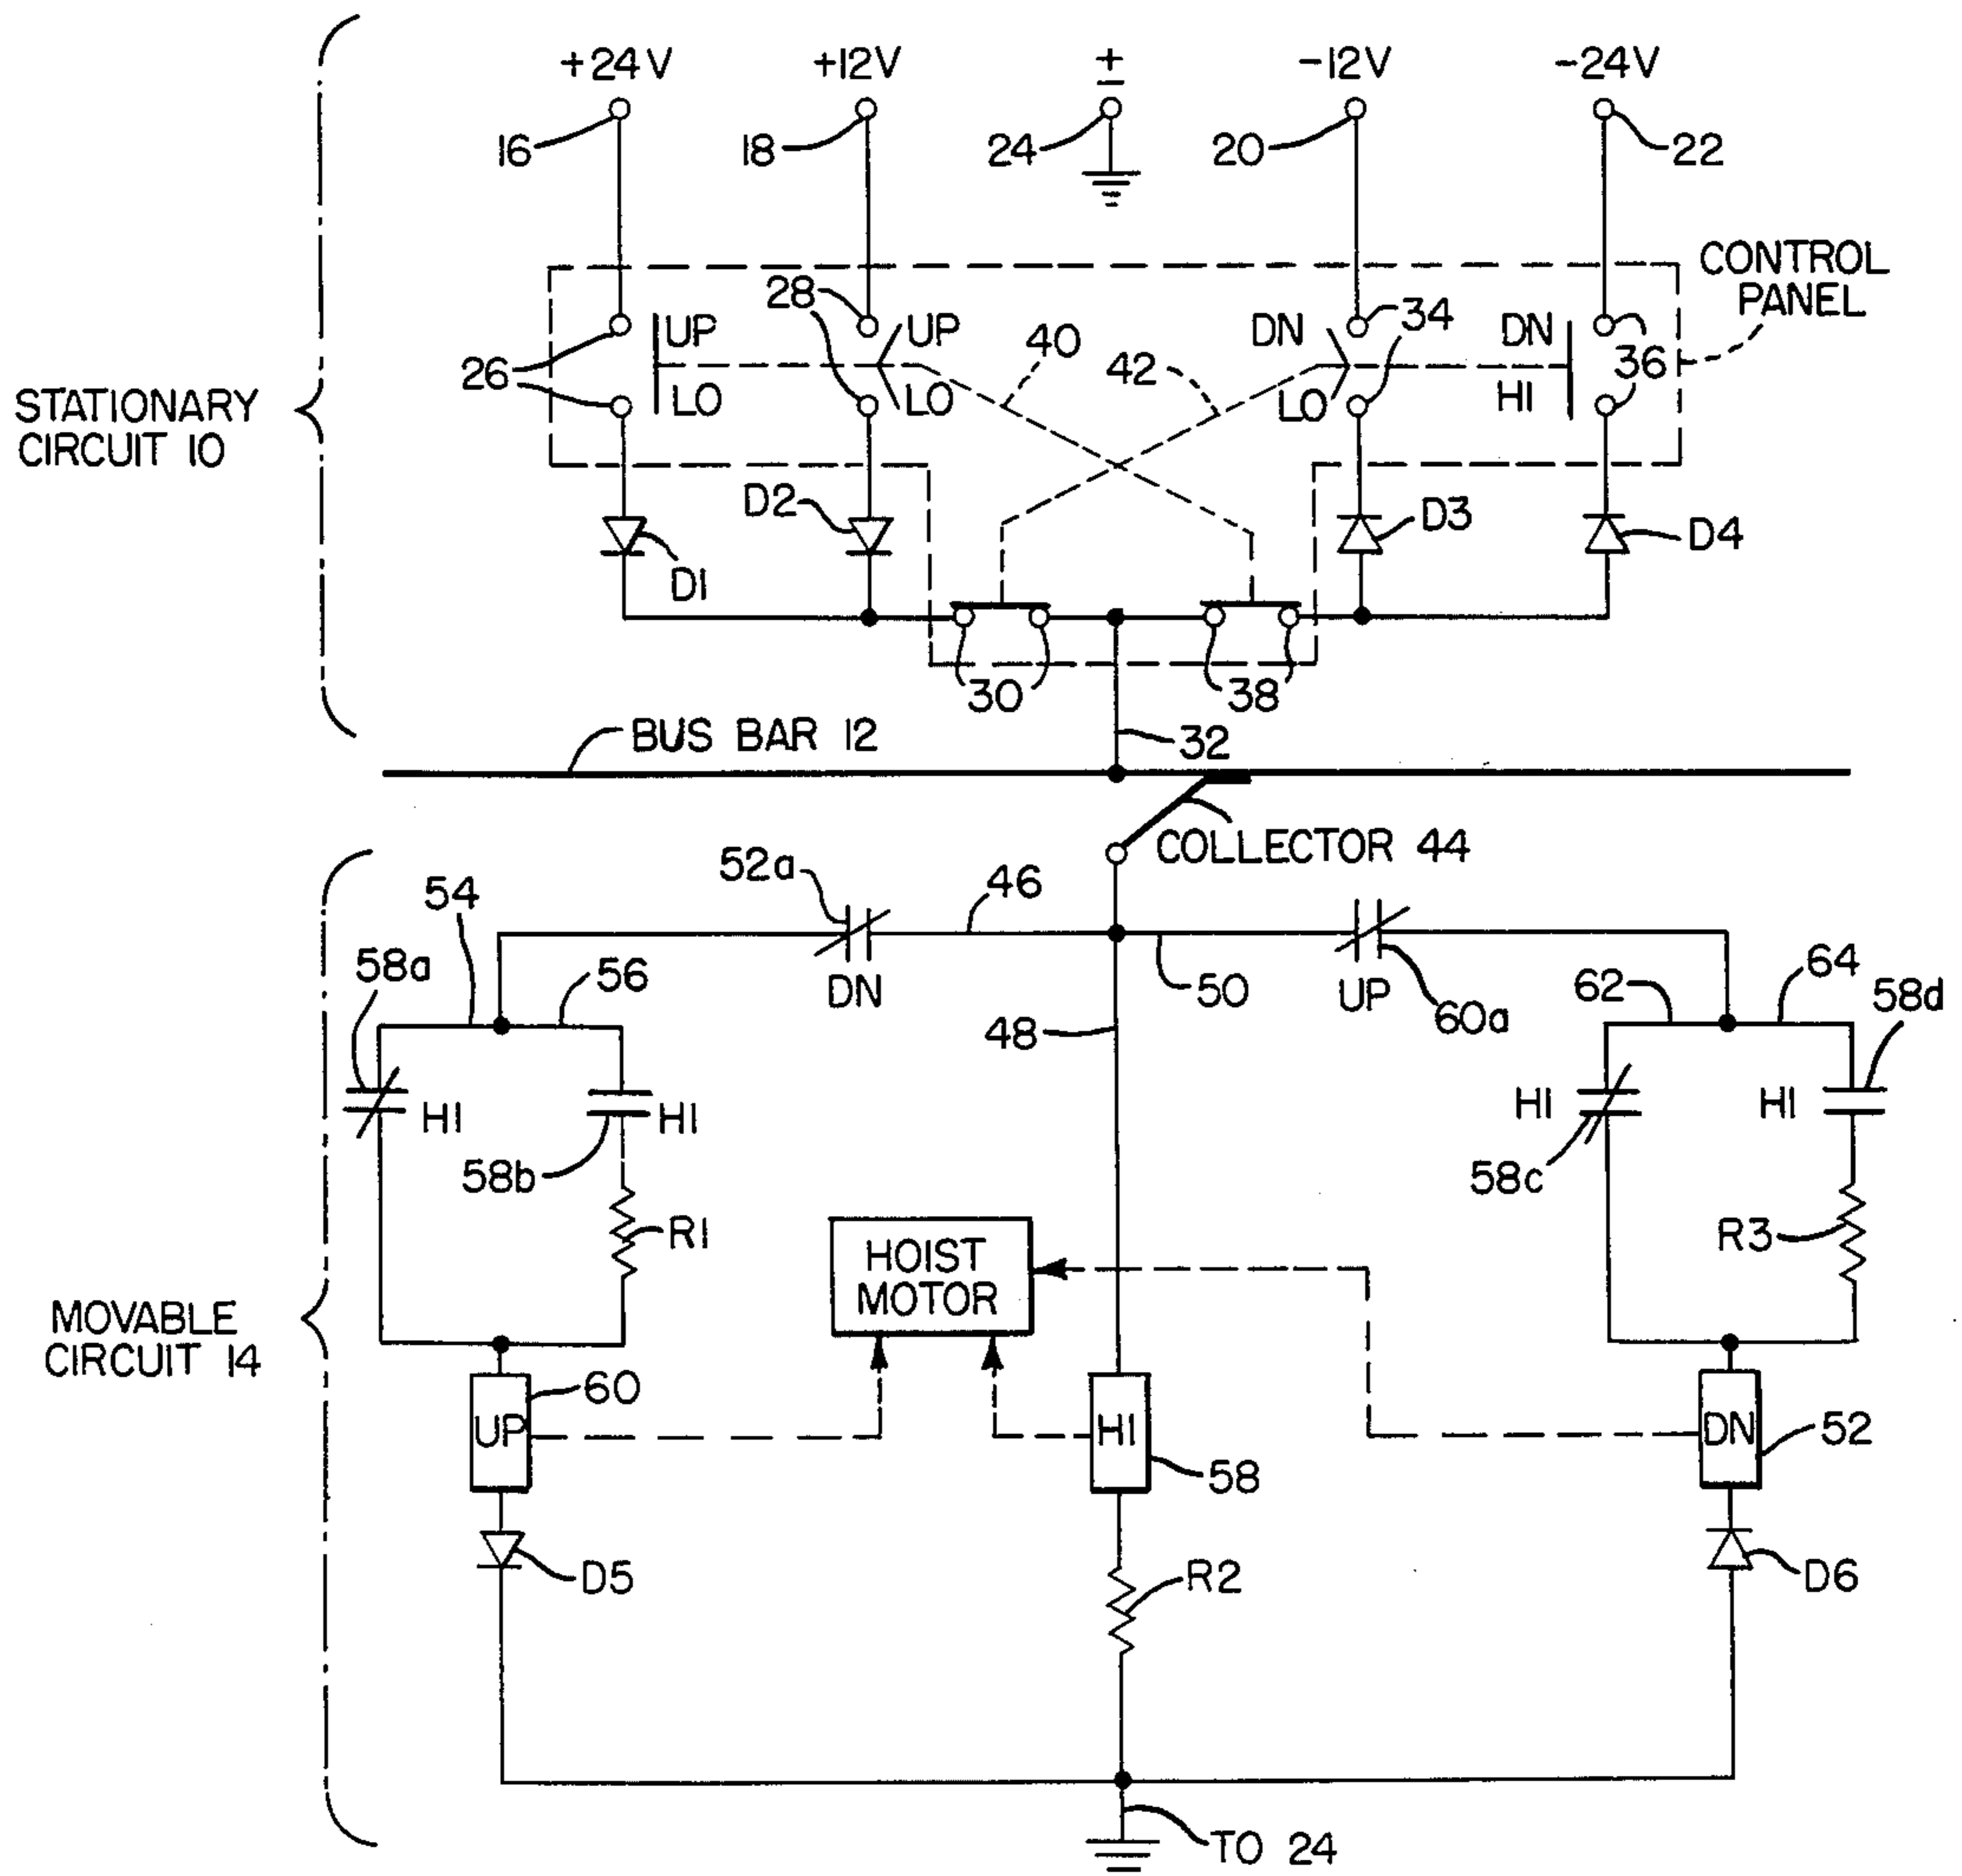 +24V
+12V
±
-12V
-24V
16
18
24
20
22
CONTROL
PANEL
28
UP
UP
40
42
DN
34
DN
36
26
LO
LO
LO
HI
STATIONARY
CIRCUIT 10
D2
D1
D3
D4
30
38
BUS BAR 12
32
COLLECTOR 44
52a
46
54
58a
56
DN
50
UP
60a
62
64
58d
48
HI
HI
HI
HI
58b
58c
R1
R3
HOIST
MOTOR
MOVABLE
CIRCUIT 14
60
UP
HI
58
DN
52
D5
R2
D6
TO 24